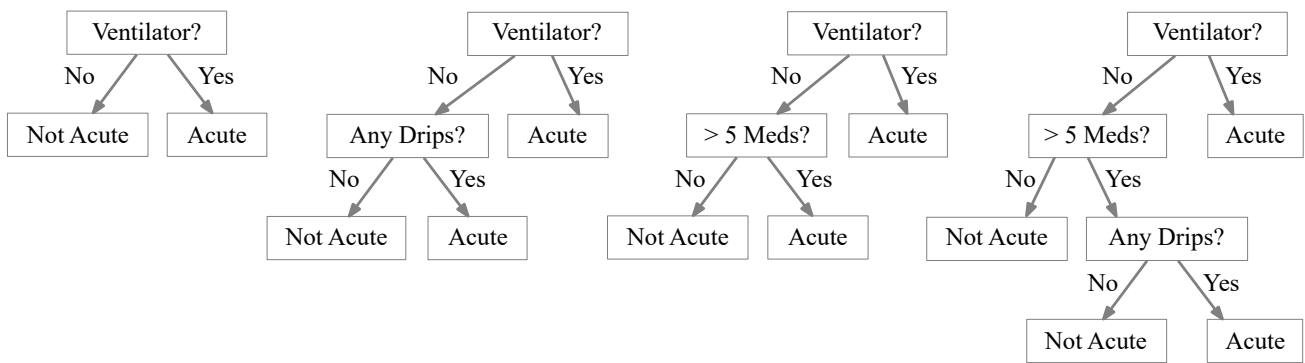 Ventilator?
No
Yes
Not Acute
Acute
Ventilator?
No
Yes
Any Drips?
Acute
No
Yes
Not Acute
Acute
Ventilator?
No
Yes
> 5 Meds?
Acute
No
Yes
Not Acute
Acute
Ventilator?
No
Yes
> 5 Meds?
Acute
No
Yes
Not Acute
Any Drips?
No
Yes
Not Acute
Acute